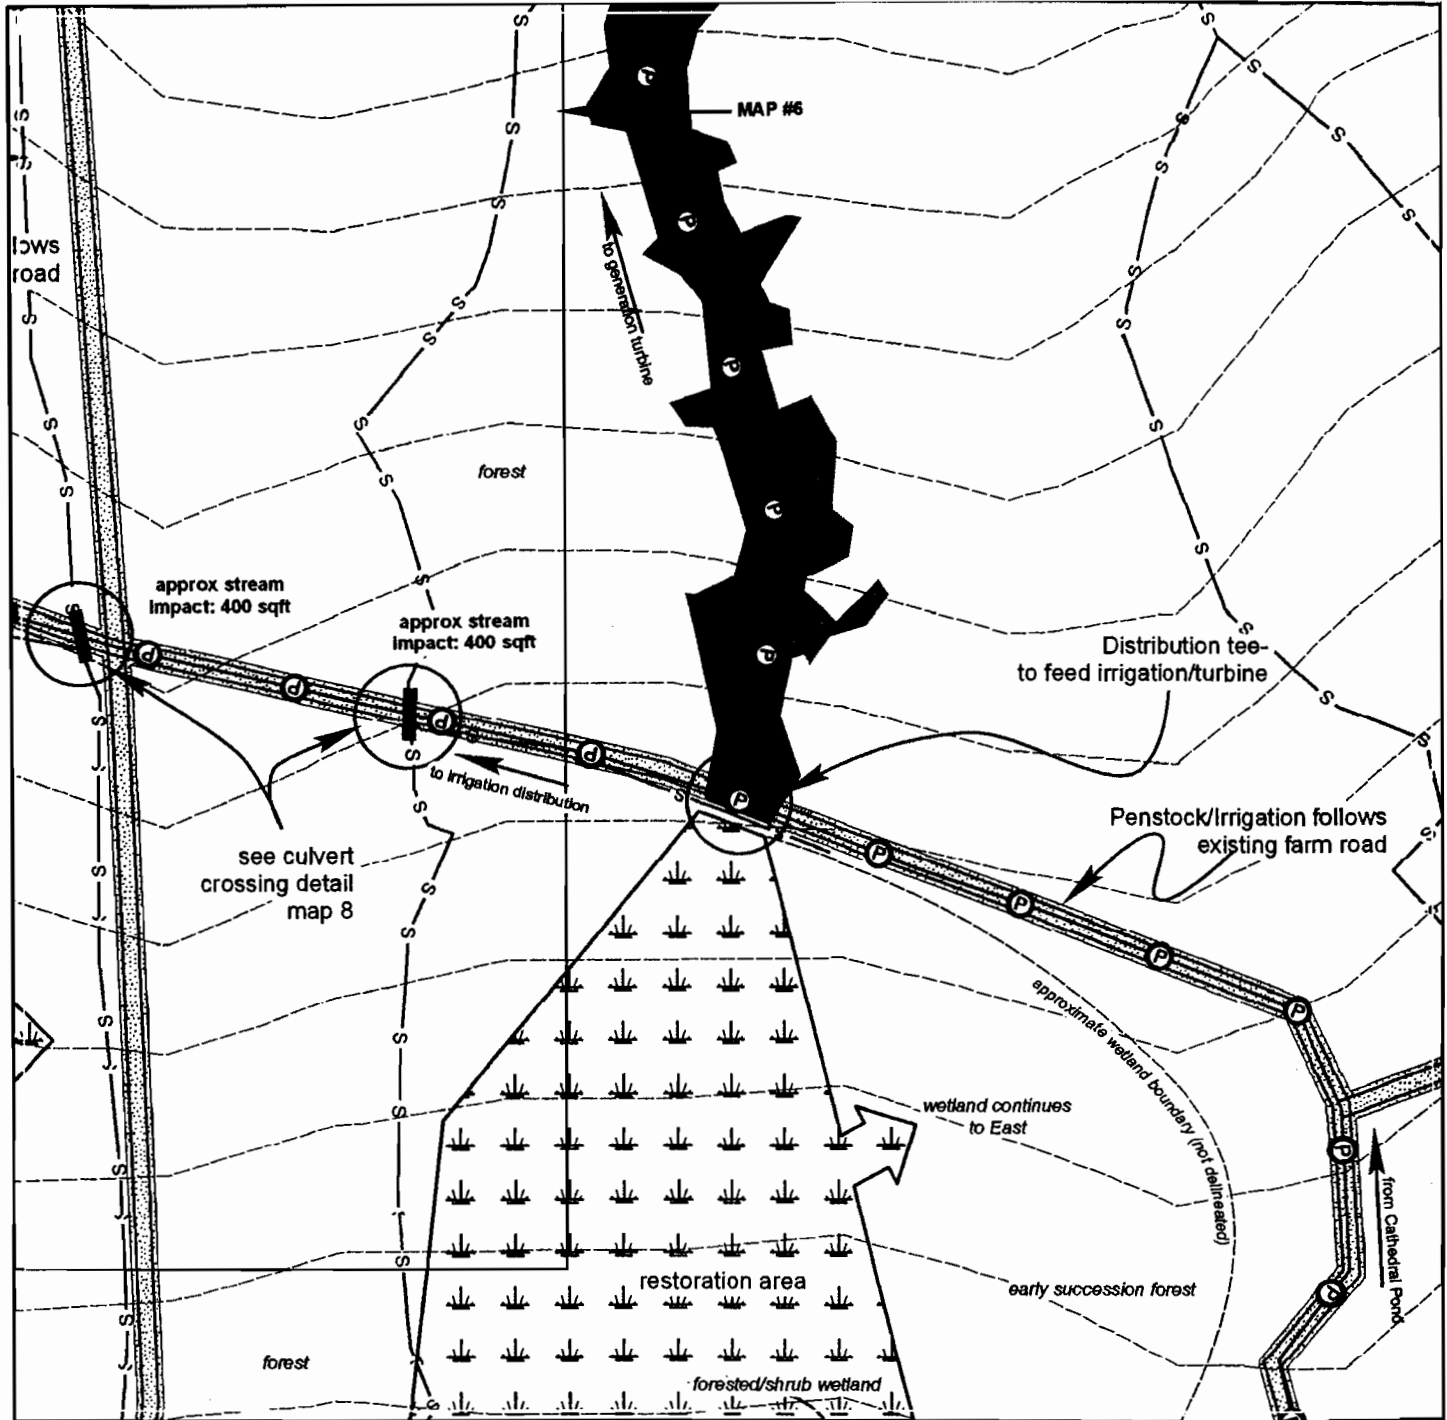 MAP #6
road
to generation turbine
forest
approx stream
impact: 400 sqft
approx stream
impact: 400 sqft
Distribution tee-
to feed irrigation/turbine
to irrigation distribution
Penstock/Irrigation follows
existing farm road
see culvert
crossing detail
map 8
approximate wetland boundary (not delineated)
wetland continues
to East
from Cathedral Pond
restoration area
early succession forest
forest
forested/shrub wetland